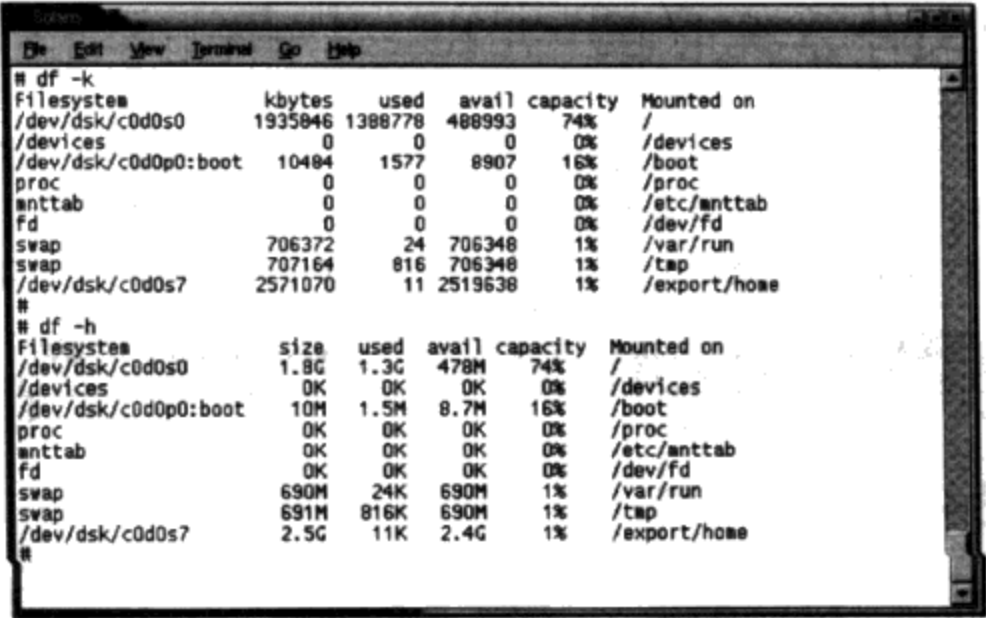 Solaris
File Edit View Terminal Go Help
# df -k
Filesystem kbytes used avail capacity Mounted on
/dev/dsk/c0d0s0 1935846 1388778 488993 74% /
/devices 0 0 0 0% /devices
/dev/dsk/c0d0p0:boot 10484 1577 8907 16% /boot
proc 0 0 0 0% /proc
mnttab 0 0 0 0% /etc/mnttab
fd 0 0 0 0% /dev/fd
swap 706372 24 706348 1% /var/run
swap 707164 816 706348 1% /tmp
/dev/dsk/c0d0s7 2571070 11 2519638 1% /export/home
#
# df -h
Filesystem size used avail capacity Mounted on
/dev/dsk/c0d0s0 1.8G 1.3G 478M 74% /
/devices 0K 0K 0K 0% /devices
/dev/dsk/c0d0p0:boot 10M 1.5M 8.7M 16% /boot
proc 0K 0K 0K 0% /proc
mnttab 0K 0K 0K 0% /etc/mnttab
fd 0K 0K 0K 0% /dev/fd
swap 690M 24K 690M 1% /var/run
swap 691M 816K 690M 1% /tmp
/dev/dsk/c0d0s7 2.5G 11K 2.4G 1% /export/home
#